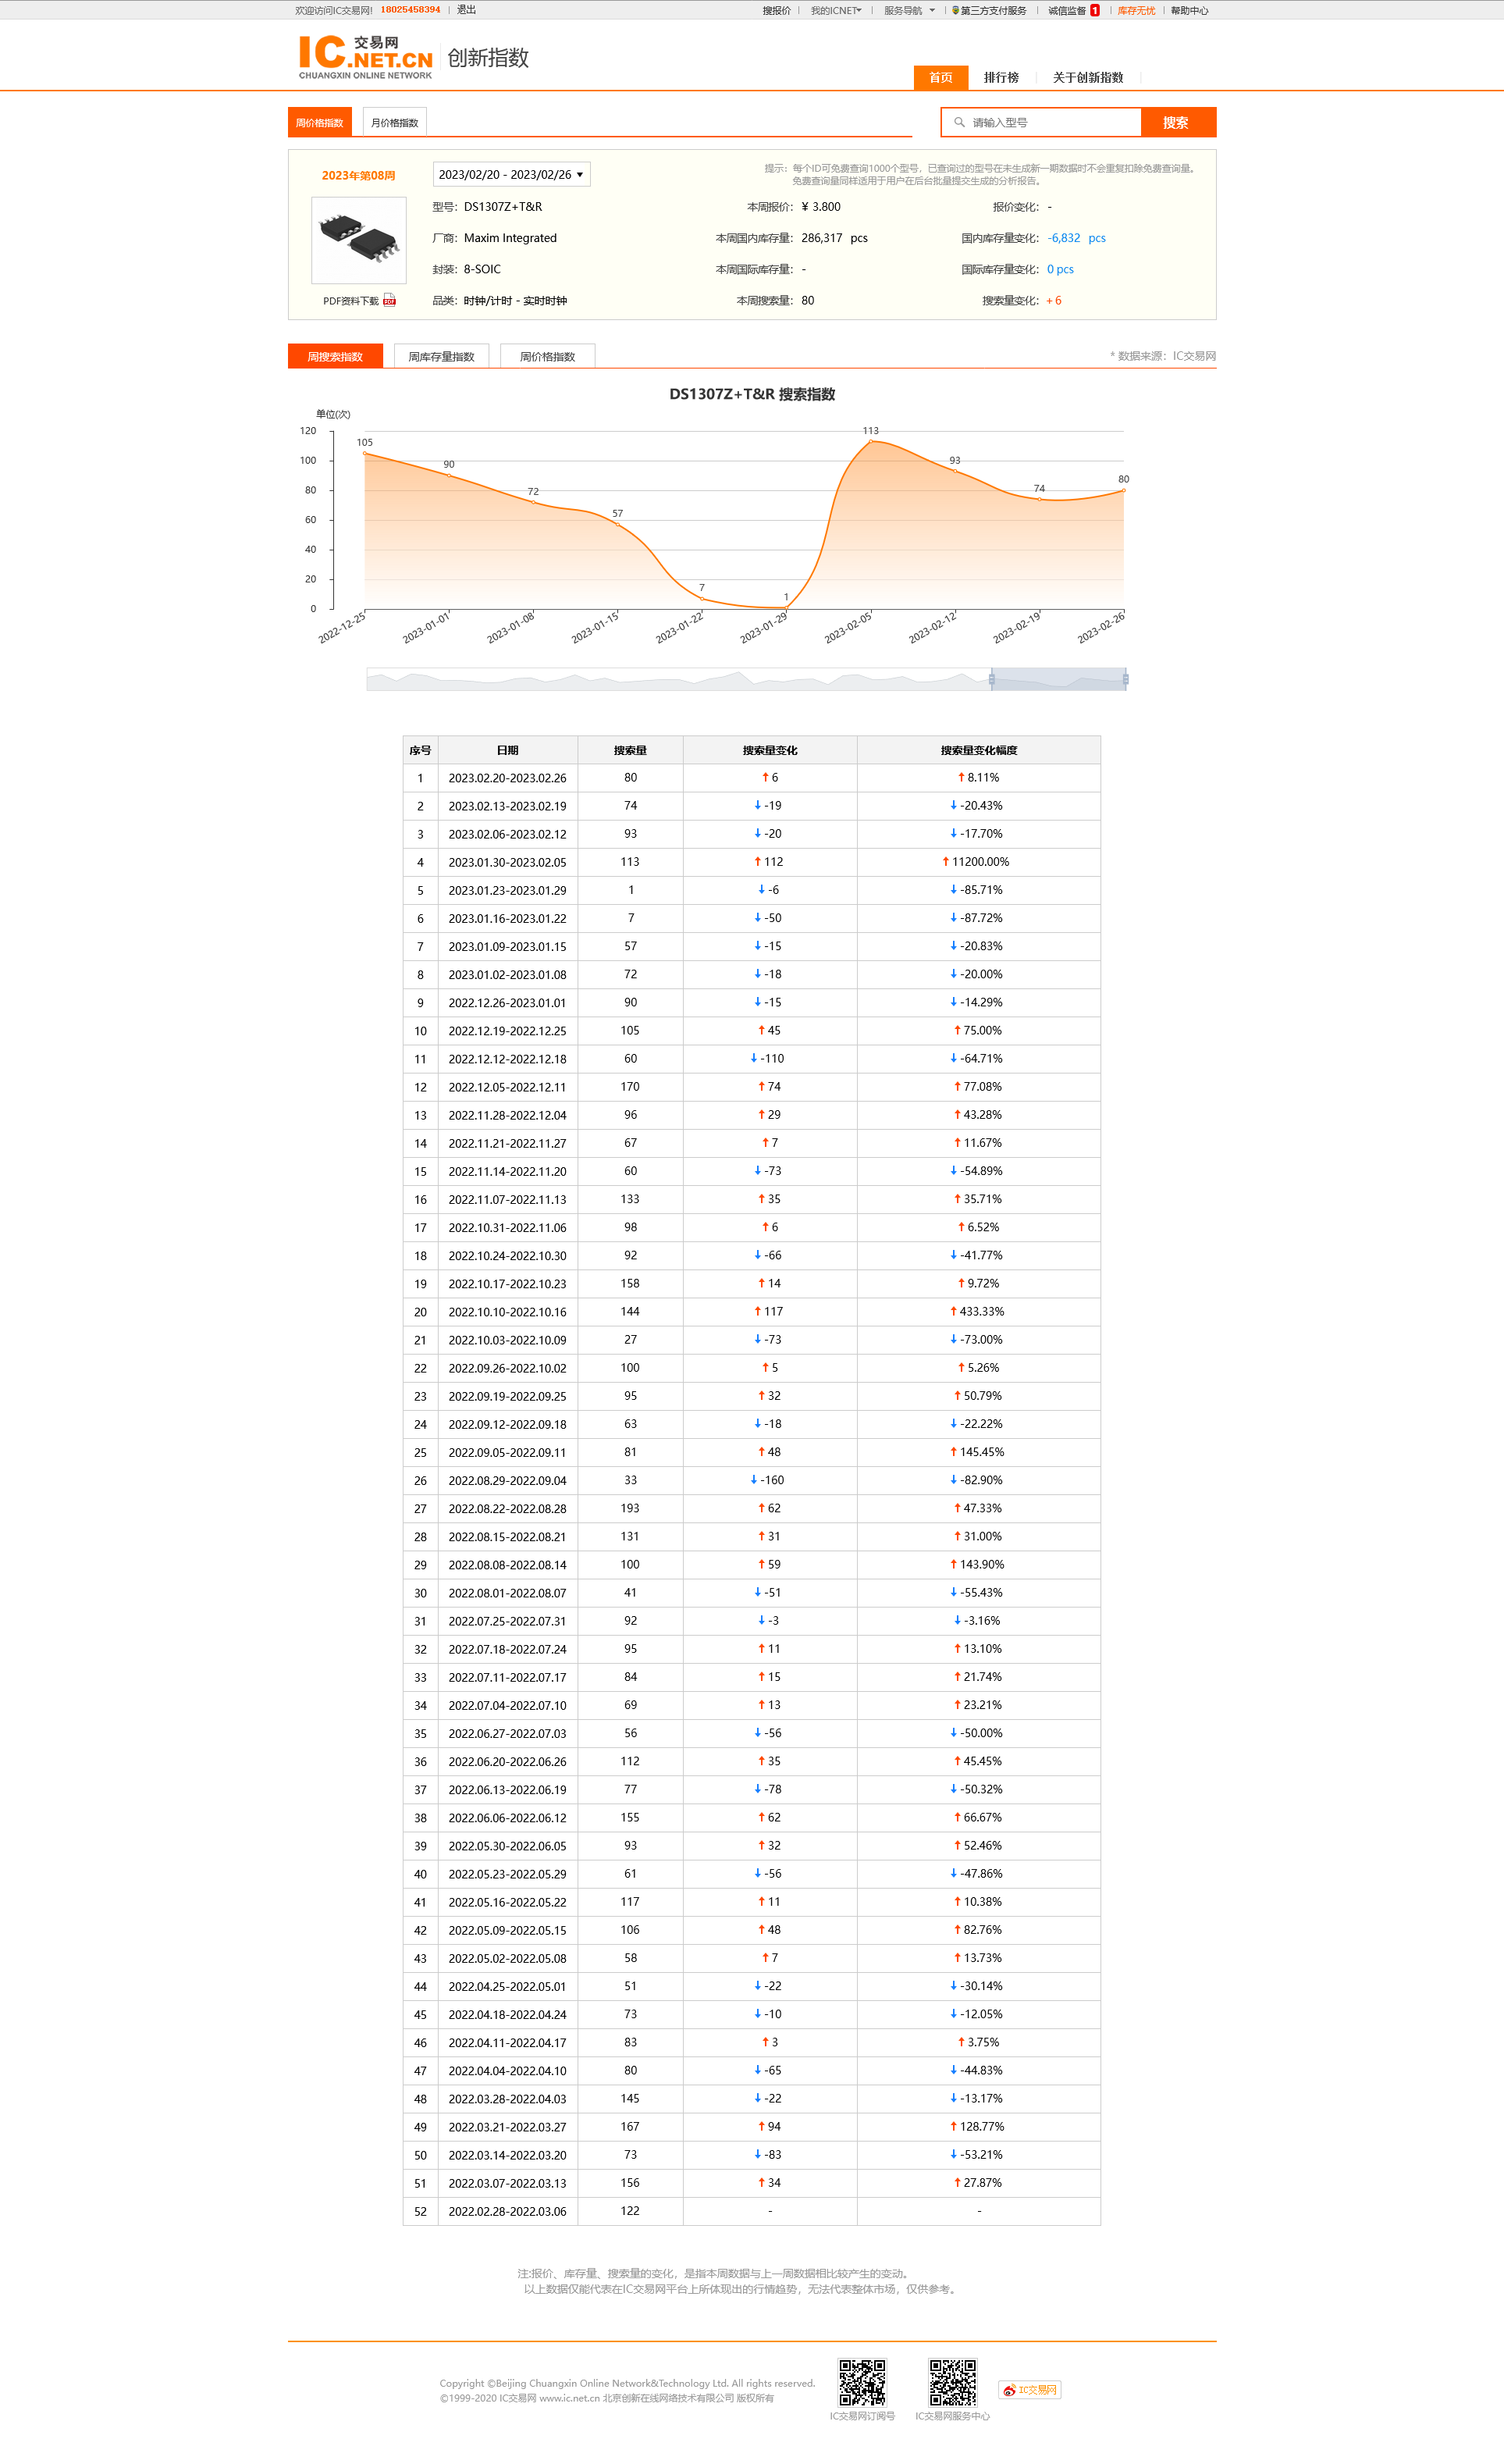 欢迎访问IC交易网! 18025458394 | 退出 搜报价 | 我的ICNET | 服务导航 | 第三方支付服务 | 诚信监督 1 | 库存无忧 | 帮助中心
IC 交易网 .NET.CN 创新指数
CHUANGXIN ONLINE NETWORK
首页 排行榜 关于创新指数
周价格指数 月价格指数 请输入型号 搜索
2023年第08周 2023/02/20 - 2023/02/26
提示：每个ID可免费查询1000个型号，已查询过的型号在未生成新一期数据时不会重复扣除免费查询量。
免费查询量同样适用于用户在后台批量提交生成的分析报告。
型号：DS1307Z+T&R 本周报价：¥ 3.800 报价变化：-
厂商：Maxim Integrated 本周国内库存量：286,317 pcs 国内库存量变化：-6,832 pcs
封装：8-SOIC 本周国际库存量：- 国际库存量变化：0 pcs
PDF资料下载 品类：时钟/计时 - 实时时钟 本周搜索量：80 搜索量变化：+ 6
周搜索指数 周库存量指数 周价格指数 * 数据来源：IC交易网
DS1307Z+T&R 搜索指数
单位(次)
120
100
80
60
40
20
0
105 90 72 57 7 1 113 93 74 80
2022-12-25 2023-01-01 2023-01-08 2023-01-15 2023-01-22 2023-01-29 2023-02-05 2023-02-12 2023-02-19 2023-02-26
序号 日期 搜索量 搜索量变化 搜索量变化幅度
1 2023.02.20-2023.02.26 80 ↑ 6 ↑ 8.11%
2 2023.02.13-2023.02.19 74 ↓ -19 ↓ -20.43%
3 2023.02.06-2023.02.12 93 ↓ -20 ↓ -17.70%
4 2023.01.30-2023.02.05 113 ↑ 112 ↑ 11200.00%
5 2023.01.23-2023.01.29 1 ↓ -6 ↓ -85.71%
6 2023.01.16-2023.01.22 7 ↓ -50 ↓ -87.72%
7 2023.01.09-2023.01.15 57 ↓ -15 ↓ -20.83%
8 2023.01.02-2023.01.08 72 ↓ -18 ↓ -20.00%
9 2022.12.26-2023.01.01 90 ↓ -15 ↓ -14.29%
10 2022.12.19-2022.12.25 105 ↑ 45 ↑ 75.00%
11 2022.12.12-2022.12.18 60 ↓ -110 ↓ -64.71%
12 2022.12.05-2022.12.11 170 ↑ 74 ↑ 77.08%
13 2022.11.28-2022.12.04 96 ↑ 29 ↑ 43.28%
14 2022.11.21-2022.11.27 67 ↑ 7 ↑ 11.67%
15 2022.11.14-2022.11.20 60 ↓ -73 ↓ -54.89%
16 2022.11.07-2022.11.13 133 ↑ 35 ↑ 35.71%
17 2022.10.31-2022.11.06 98 ↑ 6 ↑ 6.52%
18 2022.10.24-2022.10.30 92 ↓ -66 ↓ -41.77%
19 2022.10.17-2022.10.23 158 ↑ 14 ↑ 9.72%
20 2022.10.10-2022.10.16 144 ↑ 117 ↑ 433.33%
21 2022.10.03-2022.10.09 27 ↓ -73 ↓ -73.00%
22 2022.09.26-2022.10.02 100 ↑ 5 ↑ 5.26%
23 2022.09.19-2022.09.25 95 ↑ 32 ↑ 50.79%
24 2022.09.12-2022.09.18 63 ↓ -18 ↓ -22.22%
25 2022.09.05-2022.09.11 81 ↑ 48 ↑ 145.45%
26 2022.08.29-2022.09.04 33 ↓ -160 ↓ -82.90%
27 2022.08.22-2022.08.28 193 ↑ 62 ↑ 47.33%
28 2022.08.15-2022.08.21 131 ↑ 31 ↑ 31.00%
29 2022.08.08-2022.08.14 100 ↑ 59 ↑ 143.90%
30 2022.08.01-2022.08.07 41 ↓ -51 ↓ -55.43%
31 2022.07.25-2022.07.31 92 ↓ -3 ↓ -3.16%
32 2022.07.18-2022.07.24 95 ↑ 11 ↑ 13.10%
33 2022.07.11-2022.07.17 84 ↑ 15 ↑ 21.74%
34 2022.07.04-2022.07.10 69 ↑ 13 ↑ 23.21%
35 2022.06.27-2022.07.03 56 ↓ -56 ↓ -50.00%
36 2022.06.20-2022.06.26 112 ↑ 35 ↑ 45.45%
37 2022.06.13-2022.06.19 77 ↓ -78 ↓ -50.32%
38 2022.06.06-2022.06.12 155 ↑ 62 ↑ 66.67%
39 2022.05.30-2022.06.05 93 ↑ 32 ↑ 52.46%
40 2022.05.23-2022.05.29 61 ↓ -56 ↓ -47.86%
41 2022.05.16-2022.05.22 117 ↑ 11 ↑ 10.38%
42 2022.05.09-2022.05.15 106 ↑ 48 ↑ 82.76%
43 2022.05.02-2022.05.08 58 ↑ 7 ↑ 13.73%
44 2022.04.25-2022.05.01 51 ↓ -22 ↓ -30.14%
45 2022.04.18-2022.04.24 73 ↓ -10 ↓ -12.05%
46 2022.04.11-2022.04.17 83 ↑ 3 ↑ 3.75%
47 2022.04.04-2022.04.10 80 ↓ -65 ↓ -44.83%
48 2022.03.28-2022.04.03 145 ↓ -22 ↓ -13.17%
49 2022.03.21-2022.03.27 167 ↑ 94 ↑ 128.77%
50 2022.03.14-2022.03.20 73 ↓ -83 ↓ -53.21%
51 2022.03.07-2022.03.13 156 ↑ 34 ↑ 27.87%
52 2022.02.28-2022.03.06 122 - -
注:报价、库存量、搜索量的变化，是指本周数据与上一周数据相比较产生的变动。
以上数据仅能代表在IC交易网平台上所体现出的行情趋势，无法代表整体市场，仅供参考。
Copyright ©Beijing Chuangxin Online Network&Technology Ltd. All rights reserved.
©1999-2020 IC交易网 www.ic.net.cn 北京创新在线网络技术有限公司 版权所有
IC交易网订阅号 IC交易网服务中心 IC交易网